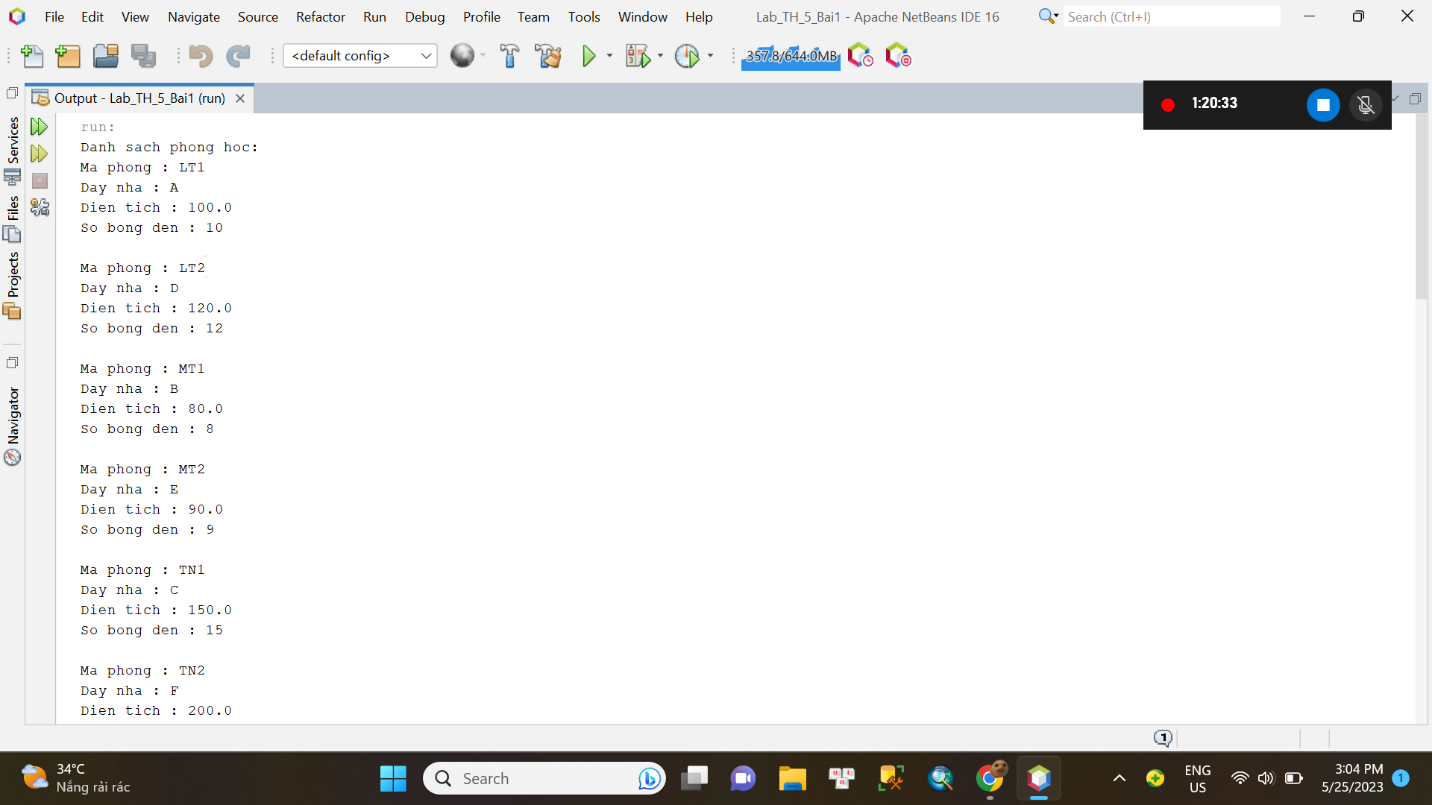 File Edit View Navigate Source Refactor Run Debug Profile Team Tools Window Help Lab_TH_5_Bai1 - Apache NetBeans IDE 16 Search (Ctrl+I)
<default config> 357.8/644.0MB
Output - Lab_TH_5_Bai1 (run)
1:20:33
Services
Files
Projects
Navigator
run:
Danh sach phong hoc:
Ma phong : LT1
Day nha : A
Dien tich : 100.0
So bong den : 10
Ma phong : LT2
Day nha : D
Dien tich : 120.0
So bong den : 12
Ma phong : MT1
Day nha : B
Dien tich : 80.0
So bong den : 8
Ma phong : MT2
Day nha : E
Dien tich : 90.0
So bong den : 9
Ma phong : TN1
Day nha : C
Dien tich : 150.0
So bong den : 15
Ma phong : TN2
Day nha : F
Dien tich : 200.0
1
34°C
Nắng rải rác
Search
ENG
US
3:04 PM
5/25/2023
1